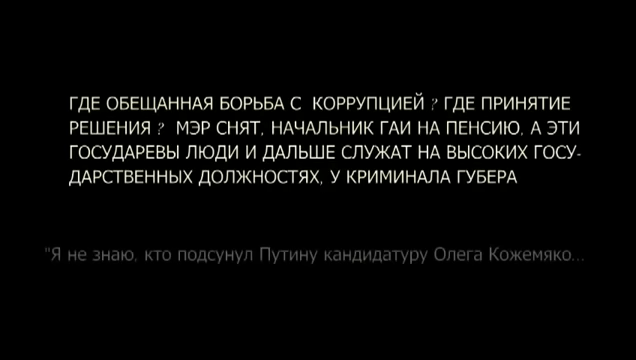 ГДЕ ОБЕЩАННАЯ БОРЬБА С КОРРУПЦИЕЙ ? ГДЕ ПРИНЯТИЕ
РЕШЕНИЯ ? МЭР СНЯТ, НАЧАЛЬНИК ГАИ НА ПЕНСИЮ, А ЭТИ
ГОСУДАРЕВЫ ЛЮДИ И ДАЛЬШЕ СЛУЖАТ НА ВЫСОКИХ ГОСУ-
ДАРСТВЕННЫХ ДОЛЖНОСТЯХ, У КРИМИНАЛА ГУБЕРА
"Я не знаю, кто подсунул Путину кандидатуру Олега Кожемяко...